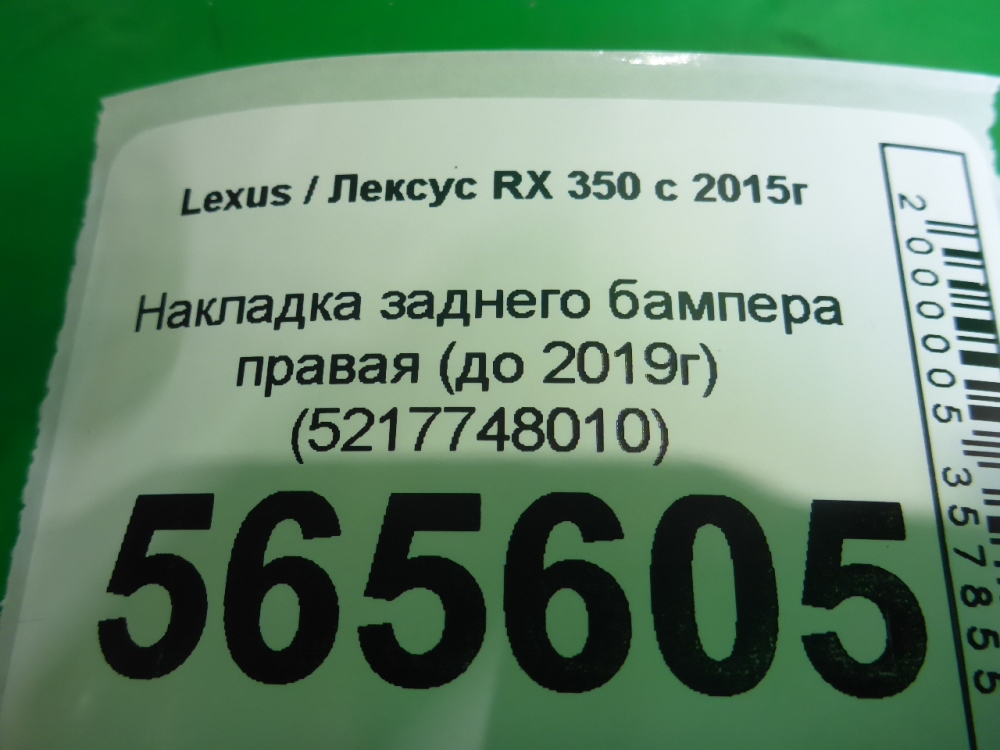 Lexus / Лексус RX 350 с 2015г
Накладка заднего бампера
правая (до 2019г)
(5217748010)
565605
2000005357855